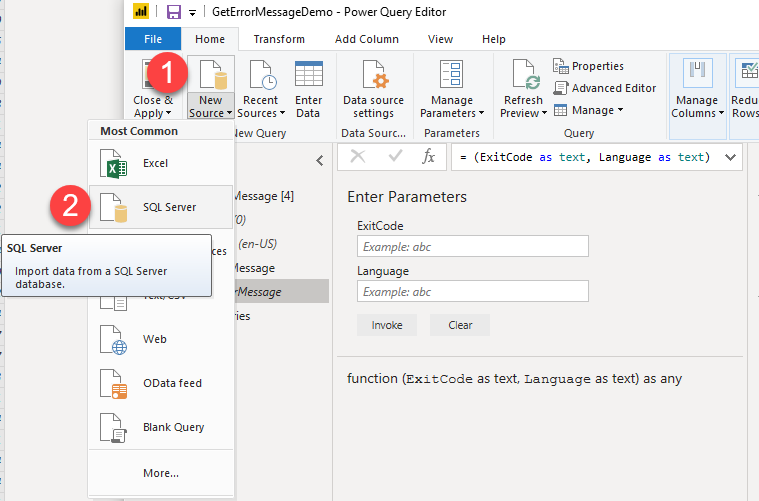 GetErrorMessageDemo - Power Query Editor
File Home Transform Add Column View Help
1
Close & Apply
New Source
Recent Sources
Enter Data
Data source settings
Manage Parameters
Refresh Preview
Properties
Advanced Editor
Manage
Manage Columns
Redu
Rows
New Query
Data Sourc...
Parameters
Query
Most Common
Excel
2
SQL Server
SQL Server
Import data from a SQL Server
database.
ces
Text/CSV
Web
OData feed
Blank Query
More...
Message [4]
(en-US)
Message
rMessage
ries
fx
= (ExitCode as text, Language as text)
Enter Parameters
ExitCode
Example: abc
Language
Example: abc
Invoke Clear
function (ExitCode as text, Language as text) as any